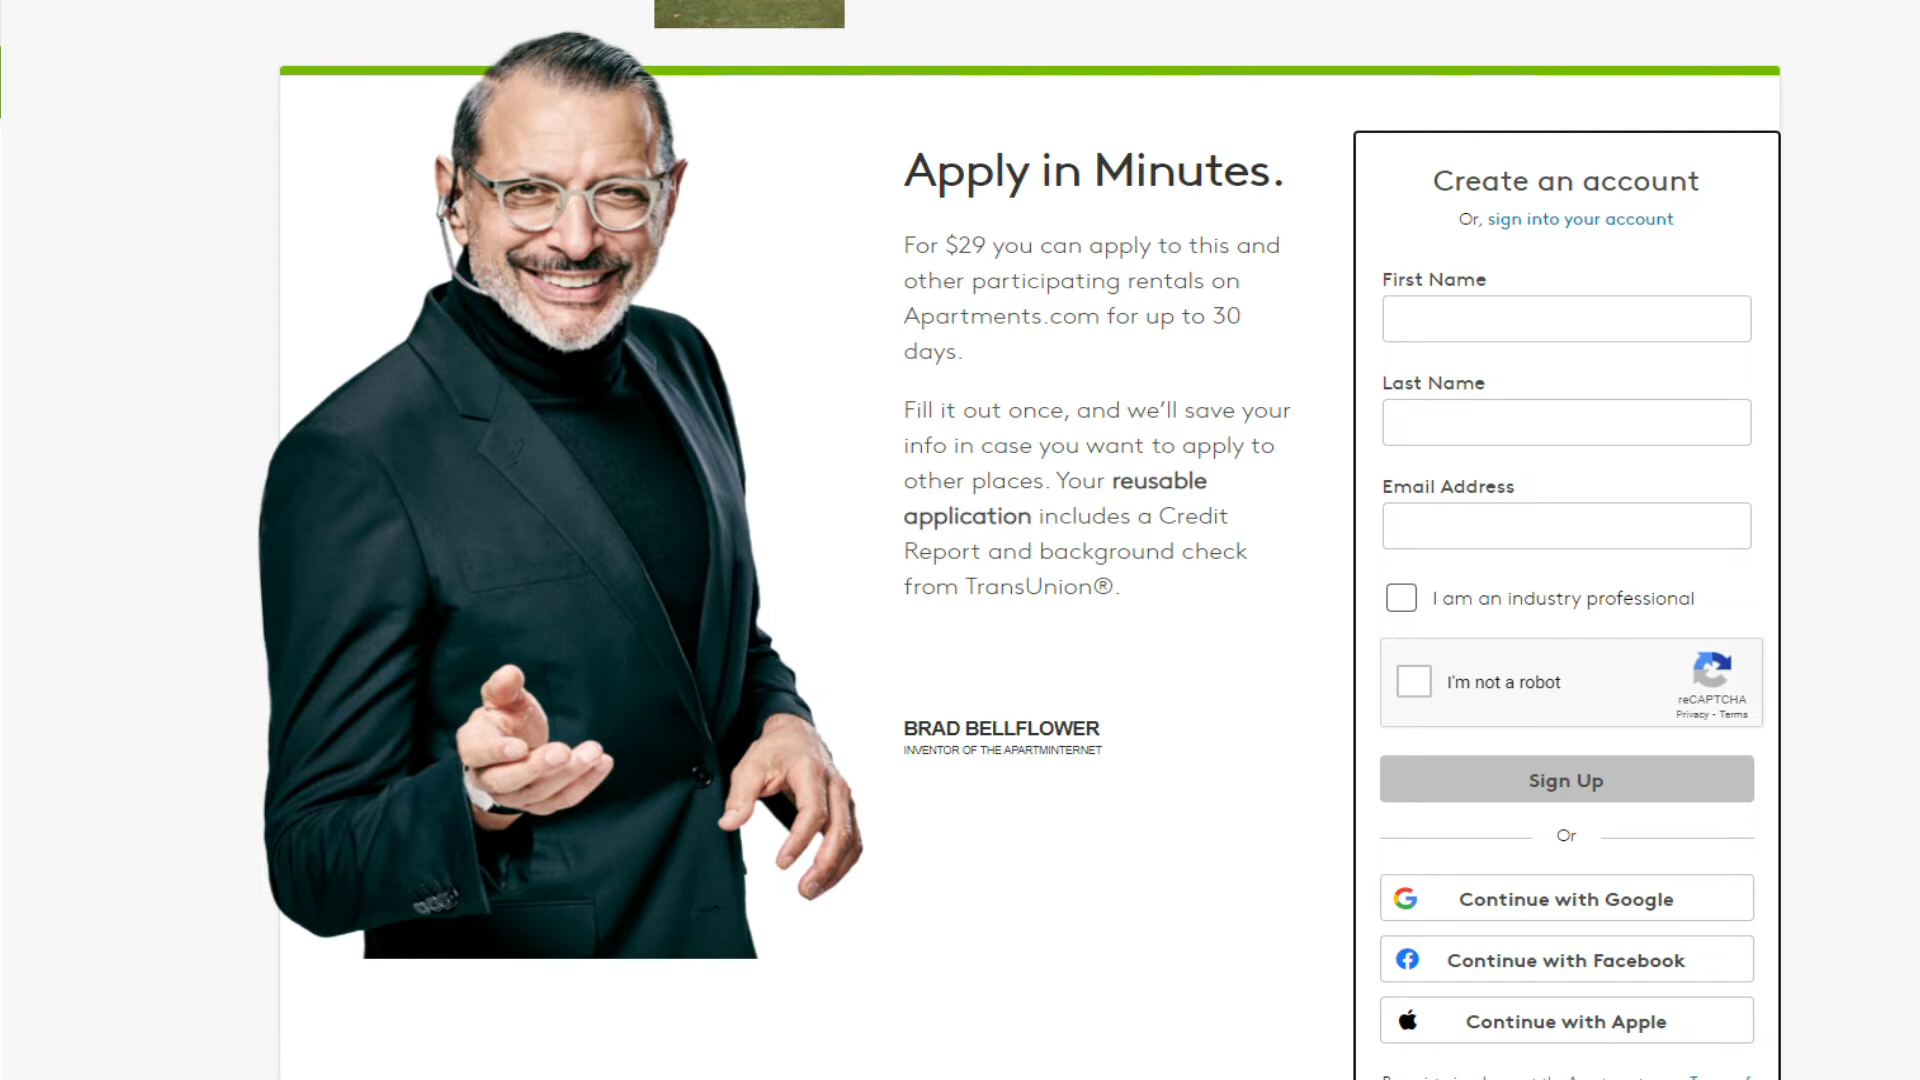 Apply in Minutes.
For $29 you can apply to this and
other participating rentals on
Apartments.com for up to 30
days.
Fill it out once, and we’ll save your
info in case you want to apply to
other places. Your reusable
application includes a Credit
Report and background check
from TransUnion®.
BRAD BELLFLOWER
INVENTOR OF THE APARTMINTERNET
Create an account
Or, sign into your account
First Name
Last Name
Email Address
I am an industry professional
I'm not a robot
reCAPTCHA
Privacy - Terms
Sign Up
Or
Continue with Google
Continue with Facebook
Continue with Apple